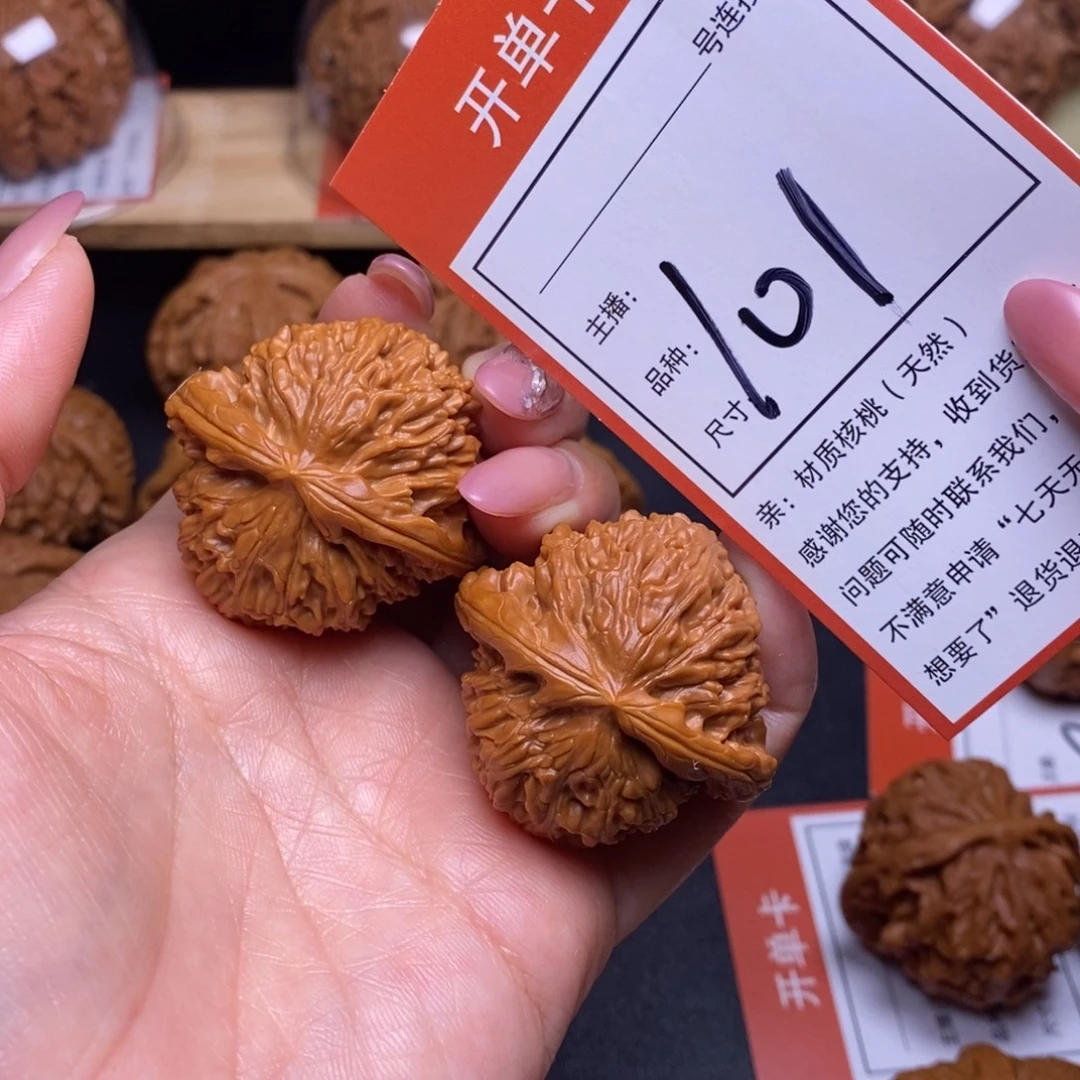 开单卡
号连接
主播：
品种：
尺寸
101
亲：材质核桃（天然）
感谢您的支持，收到货
问题可随时联系我们，
不满意申请“七天无
想要了”退货退
开单卡